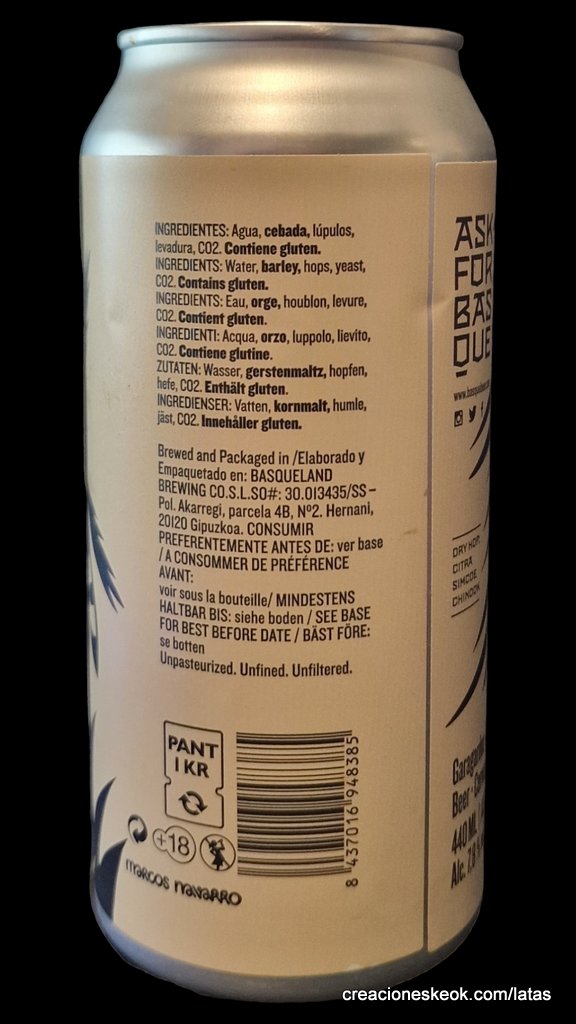 INGREDIENTES: Agua, cebada, lúpulos,
levadura, CO2. Contiene gluten.
INGREDIENTS: Water, barley, hops, yeast,
CO2. Contains gluten.
INGREDIENTS: Eau, orge, houblon, levure,
CO2. Contient gluten.
INGREDIENTI: Acqua, orzo, luppolo, lievito,
CO2. Contiene glutine.
ZUTATEN: Wasser, gerstenmaltz, hopfen,
hefe, CO2. Enthält gluten.
INGREDIENSER: Vatten, kornmalt, humle,
jäst, CO2. Innehåller gluten.
Brewed and Packaged in /Elaborado y
Empaquetado en: BASQUELAND
BREWING CO.S.L.SO#: 30.013435/SS –
Pol. Akarregi, parcela 4B, Nº2. Hernani,
20120 Gipuzkoa. CONSUMIR
PREFERENTEMENTE ANTES DE: ver base
/ A CONSOMMER DE PRÉFÉRENCE
AVANT:
voir sous la bouteille/ MINDESTENS
HALTBAR BIS: siehe boden / SEE BASE
FOR BEST BEFORE DATE / BÄST FÖRE:
se botten
Unpasteurized. Unfined. Unfiltered.
PANT
1 KR
+18
marcos navarro
8 437016 948385
ASK
FOR
BAS
QUE
DRY HOP,
CITRA
SIMCOE
CHINOOK
Beer
440 ML
Alc. 7,8
creacioneskeok.com/latas